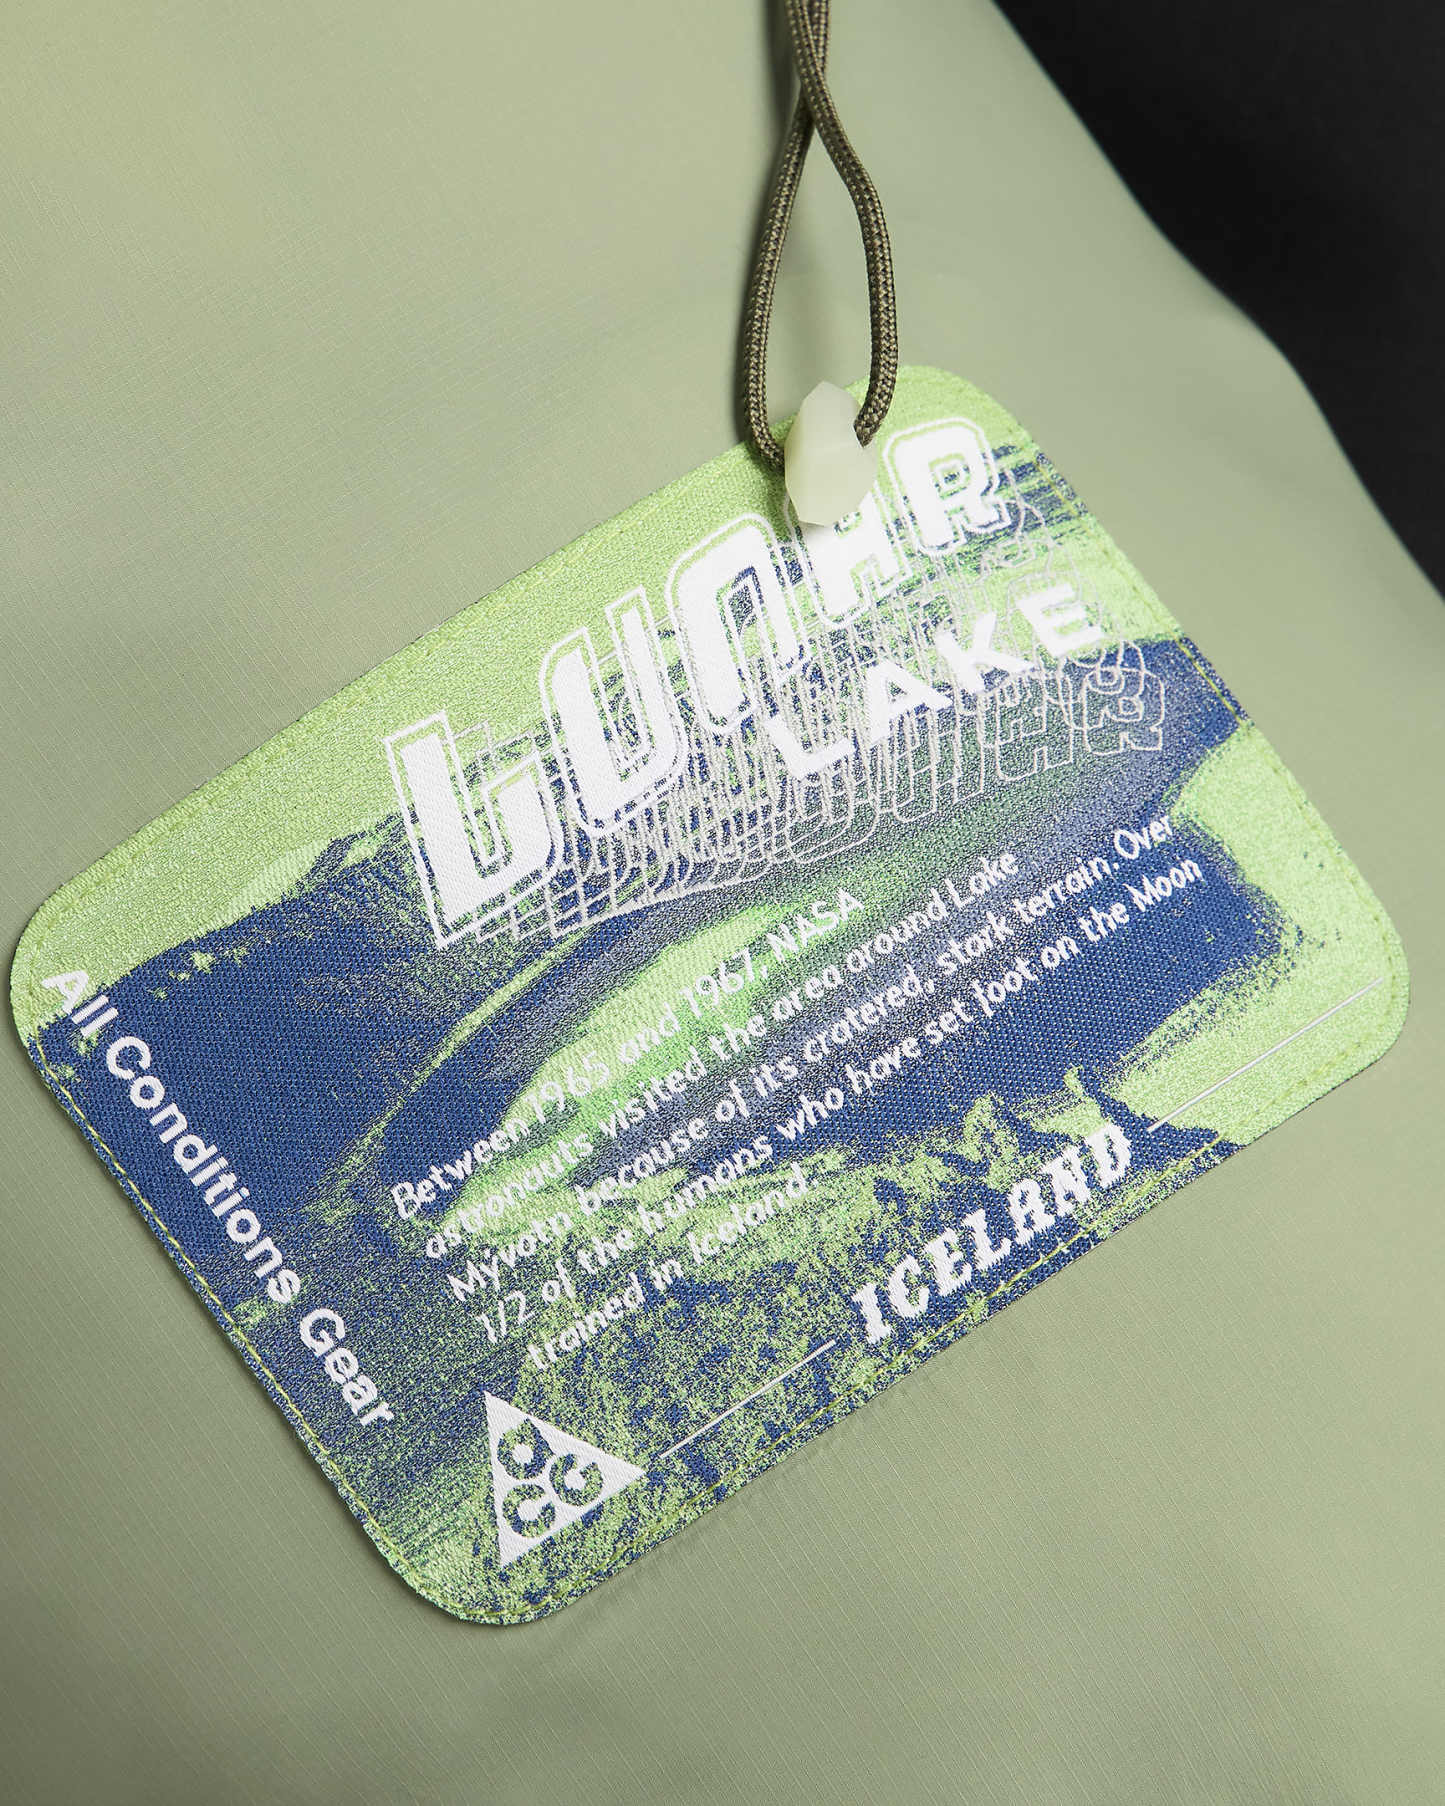 LUNAR
LAKE
Between 1965 and 1967, NASA
astronauts visited the area around Lake
Mývatn because of its cratered, stark terrain. Over
1/2 of the humans who have set foot on the Moon
trained in Iceland.
All Conditions Gear
ACG
ICELAND